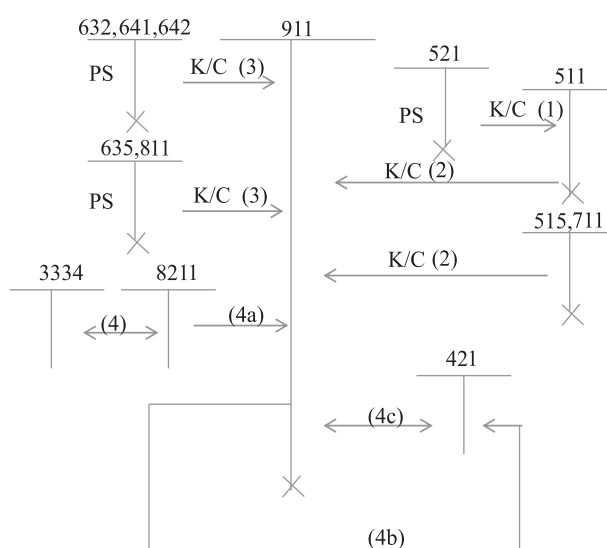 632,641,642
911
PS
K/C (3)
521
511
PS
K/C (1)
635,811
K/C (2)
PS
K/C (3)
515,711
K/C (2)
3334
8211
(4)
(4a)
421
(4c)
(4b)